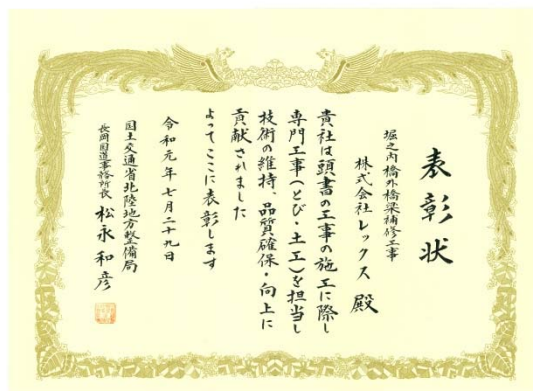 表彰状
堀之内橋外橋梁補修工事
株式会社レックス 殿
貴社は頭書の工事の施工に際し
専門工事(とび・土工)を担当し
技術の維持、品質確保・向上に
貢献されました
よってここに表彰します
令和元年七月二十九日
国土交通省北陸地方整備局
長岡国道事務所長 松永和彦